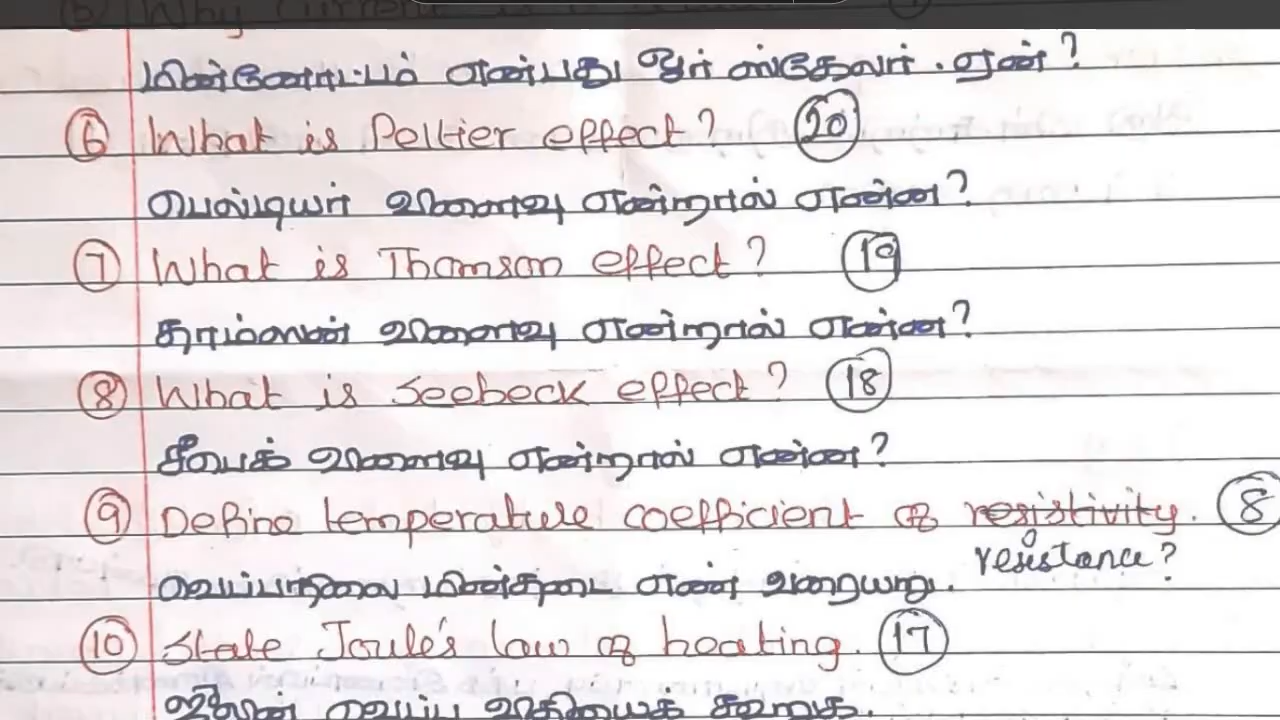 மின்னோட்டம் என்பது ஓர் ஸ்கேலர். ஏன்?
6 What is Peltier effect? 20
பெல்டியர் விளைவு என்றால் என்ன?
7 What is Thomson effect? 19
தாம்ஸன் விளைவு என்றால் என்ன?
8 What is Seebeck effect? 18
சீபெக் விளைவு என்றால் என்ன?
9 Define temperature coefficient of resistivity. 8
resistance?
வெப்பநிலை மின்தடை எண் வரையறு.
10 State Joule's law of heating. 17
ஜூலின் வெப்ப விதியைக் கூறுக.